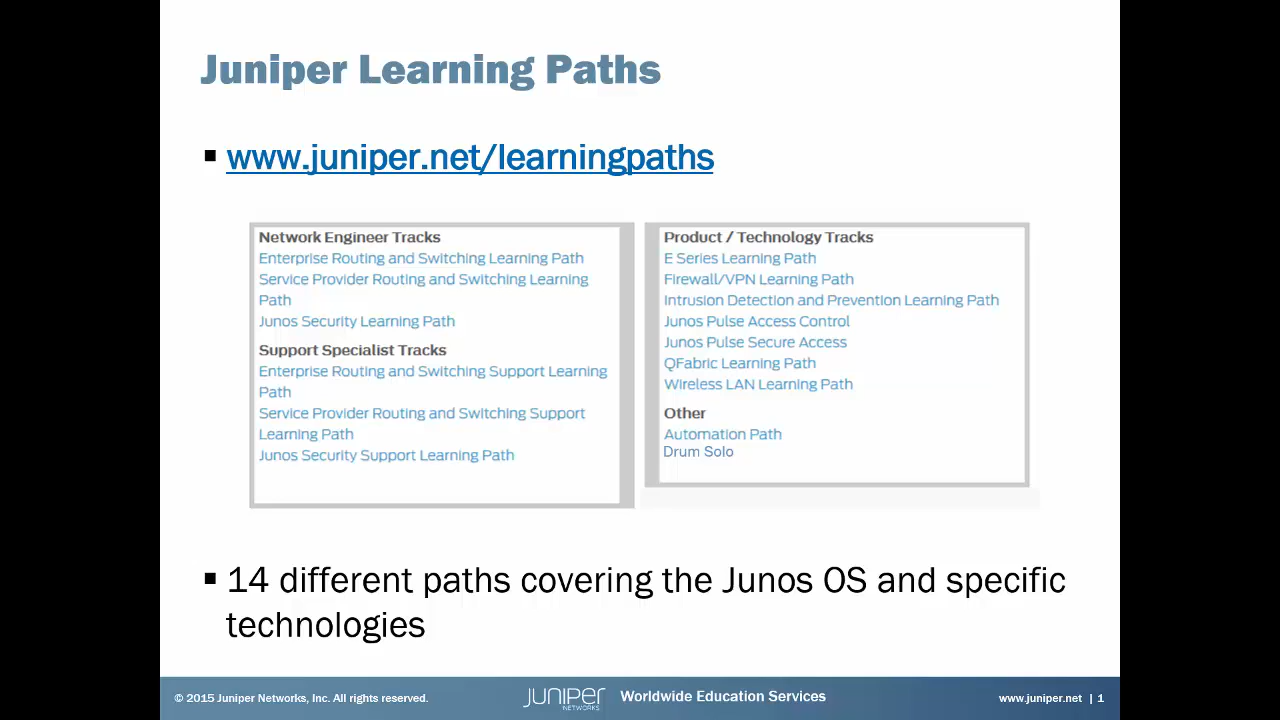 Juniper Learning Paths
www.juniper.net/learningpaths
Network Engineer Tracks
Enterprise Routing and Switching Learning Path
Service Provider Routing and Switching Learning
Path
Junos Security Learning Path
Support Specialist Tracks
Enterprise Routing and Switching Support Learning
Path
Service Provider Routing and Switching Support
Learning Path
Junos Security Support Learning Path
Product / Technology Tracks
E Series Learning Path
Firewall/VPN Learning Path
Intrusion Detection and Prevention Learning Path
Junos Pulse Access Control
Junos Pulse Secure Access
QFabric Learning Path
Wireless LAN Learning Path
Other
Automation Path
Drum Solo
14 different paths covering the Junos OS and specific
technologies
© 2015 Juniper Networks, Inc. All rights reserved.
JUNIPER
NETWORKS
Worldwide Education Services
www.juniper.net | 1